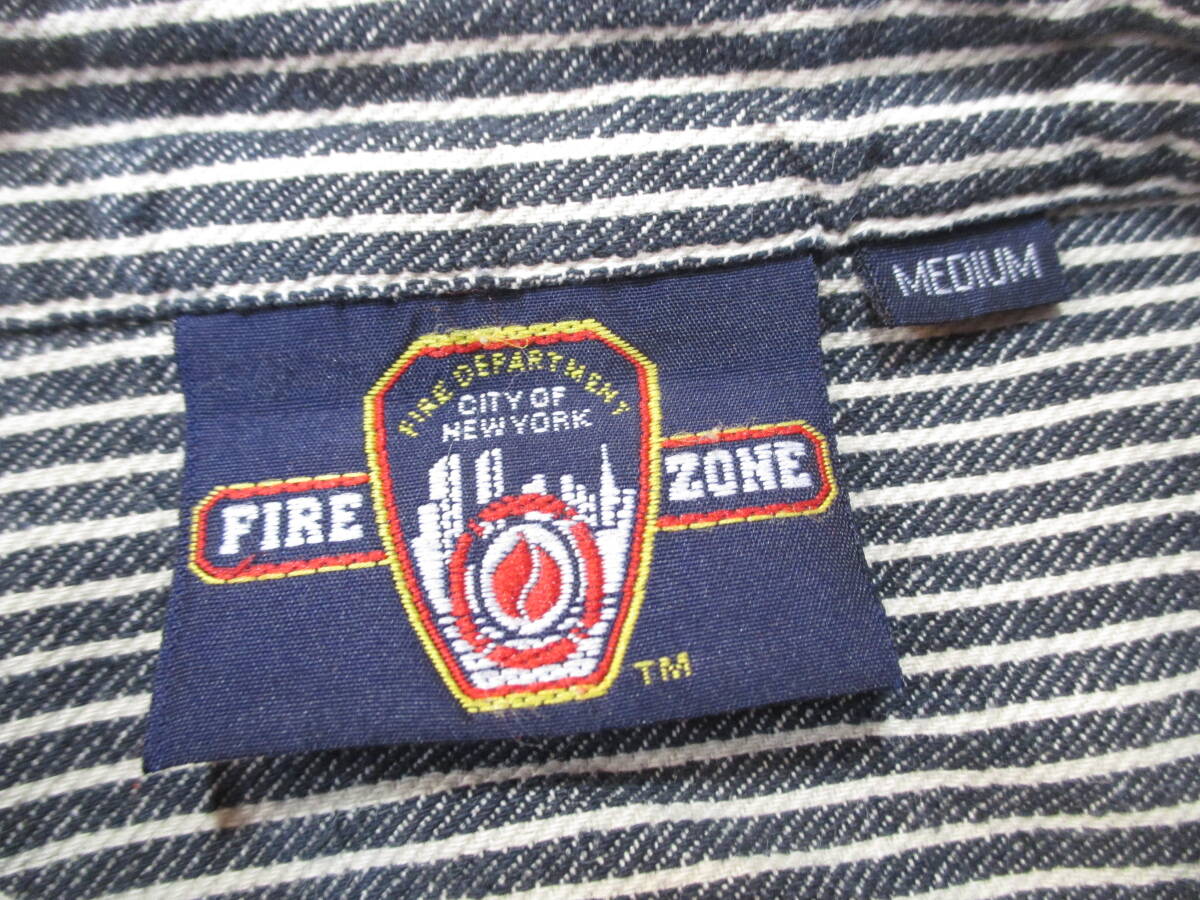 FIRE DEPARTMENT
CITY OF
NEW YORK
FIRE ZONE
TM
MEDIUM